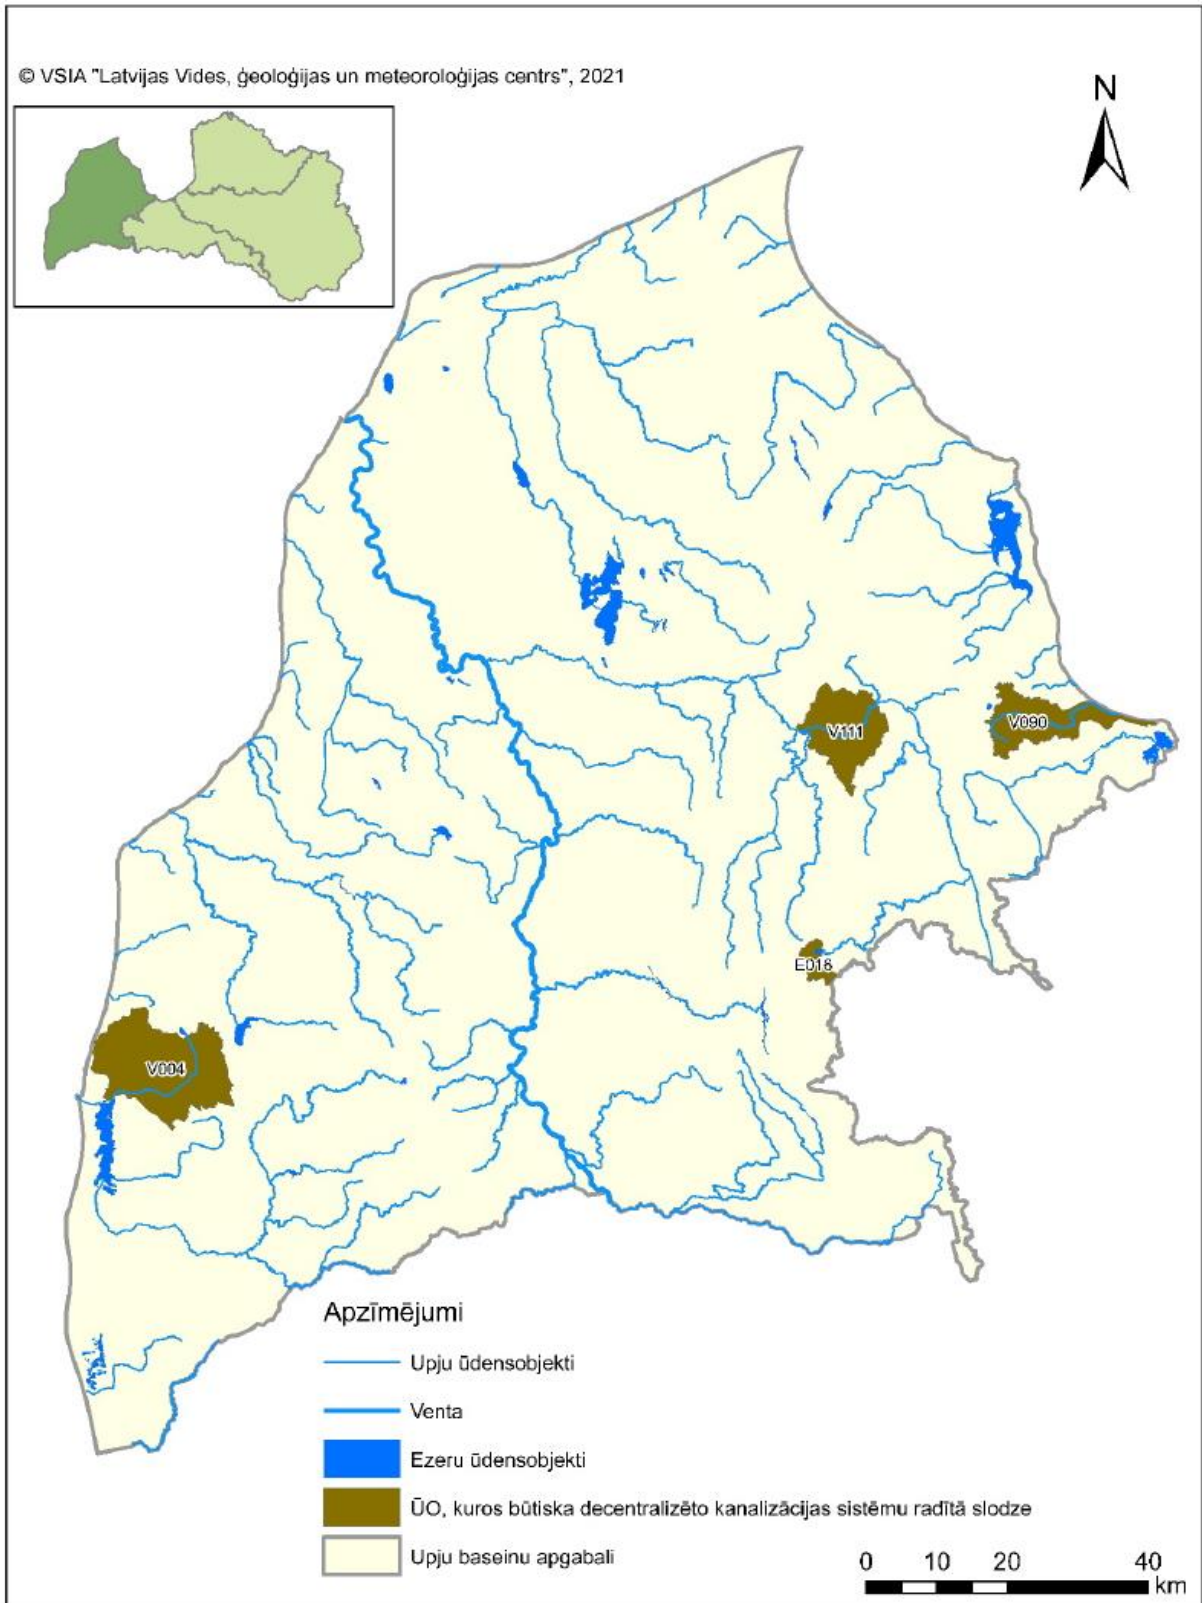 © VSIA "Latvijas Vides, ģeoloģijas un meteoroloģijas centrs", 2021
N
V111
V090
E016
V004
Apzīmējumi
Upju ūdensobjekti
Venta
Ezeru ūdensobjekti
ŪO, kuros būtiska decentralizēto kanalizācijas sistēmu radītā slodze
Upju baseinu apgabali
0 10 20 40
km